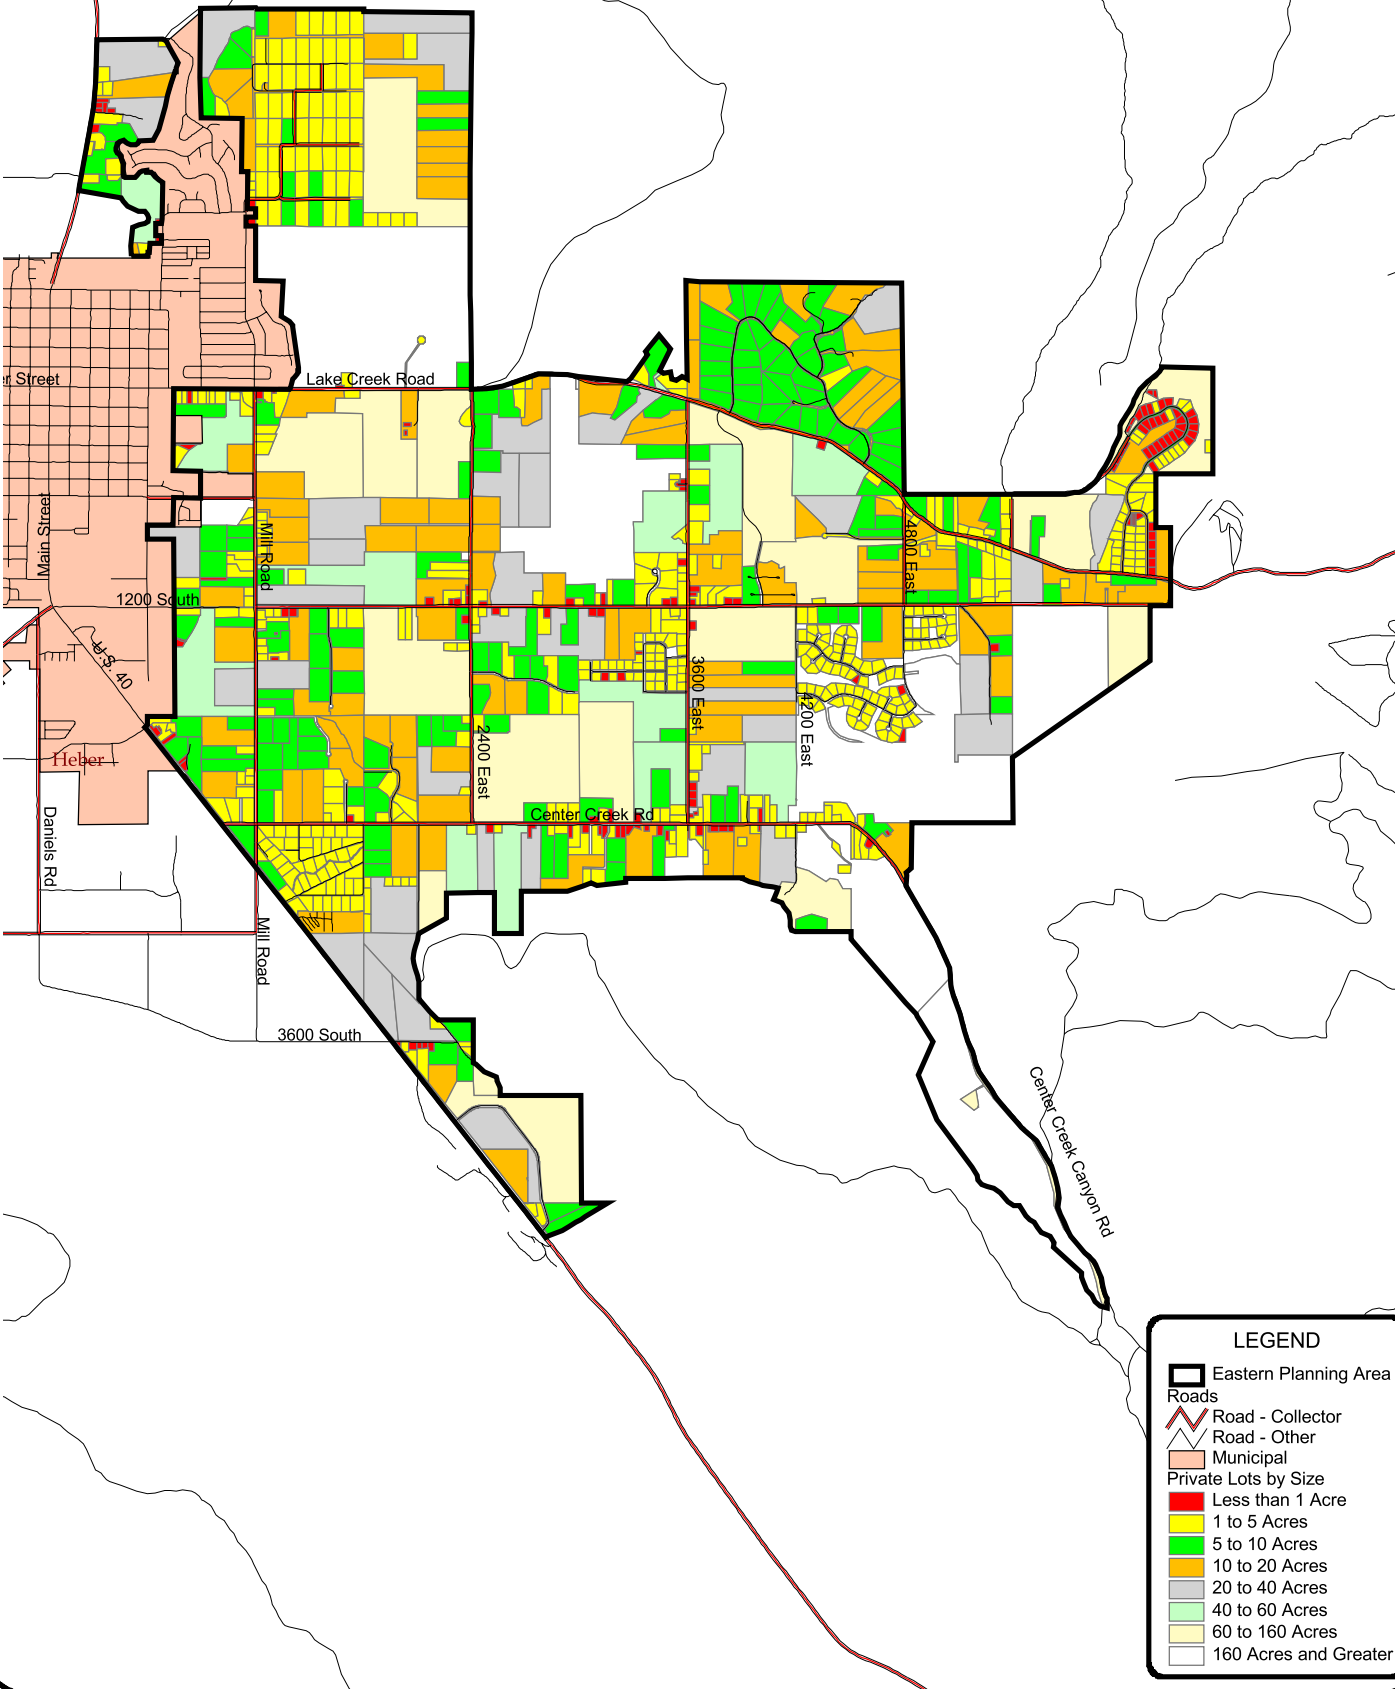 er Street
Lake Creek Road
Main Street
Mill Road
4800 East
1200 South
U.S. 40
3600 East
4200 East
2400 East
Heber
Center Creek Rd
Daniels Rd
Mill Road
3600 South
Center Creek Canyon Rd
LEGEND
Eastern Planning Area
Roads
Road - Collector
Road - Other
Municipal
Private Lots by Size
Less than 1 Acre
1 to 5 Acres
5 to 10 Acres
10 to 20 Acres
20 to 40 Acres
40 to 60 Acres
60 to 160 Acres
160 Acres and Greater